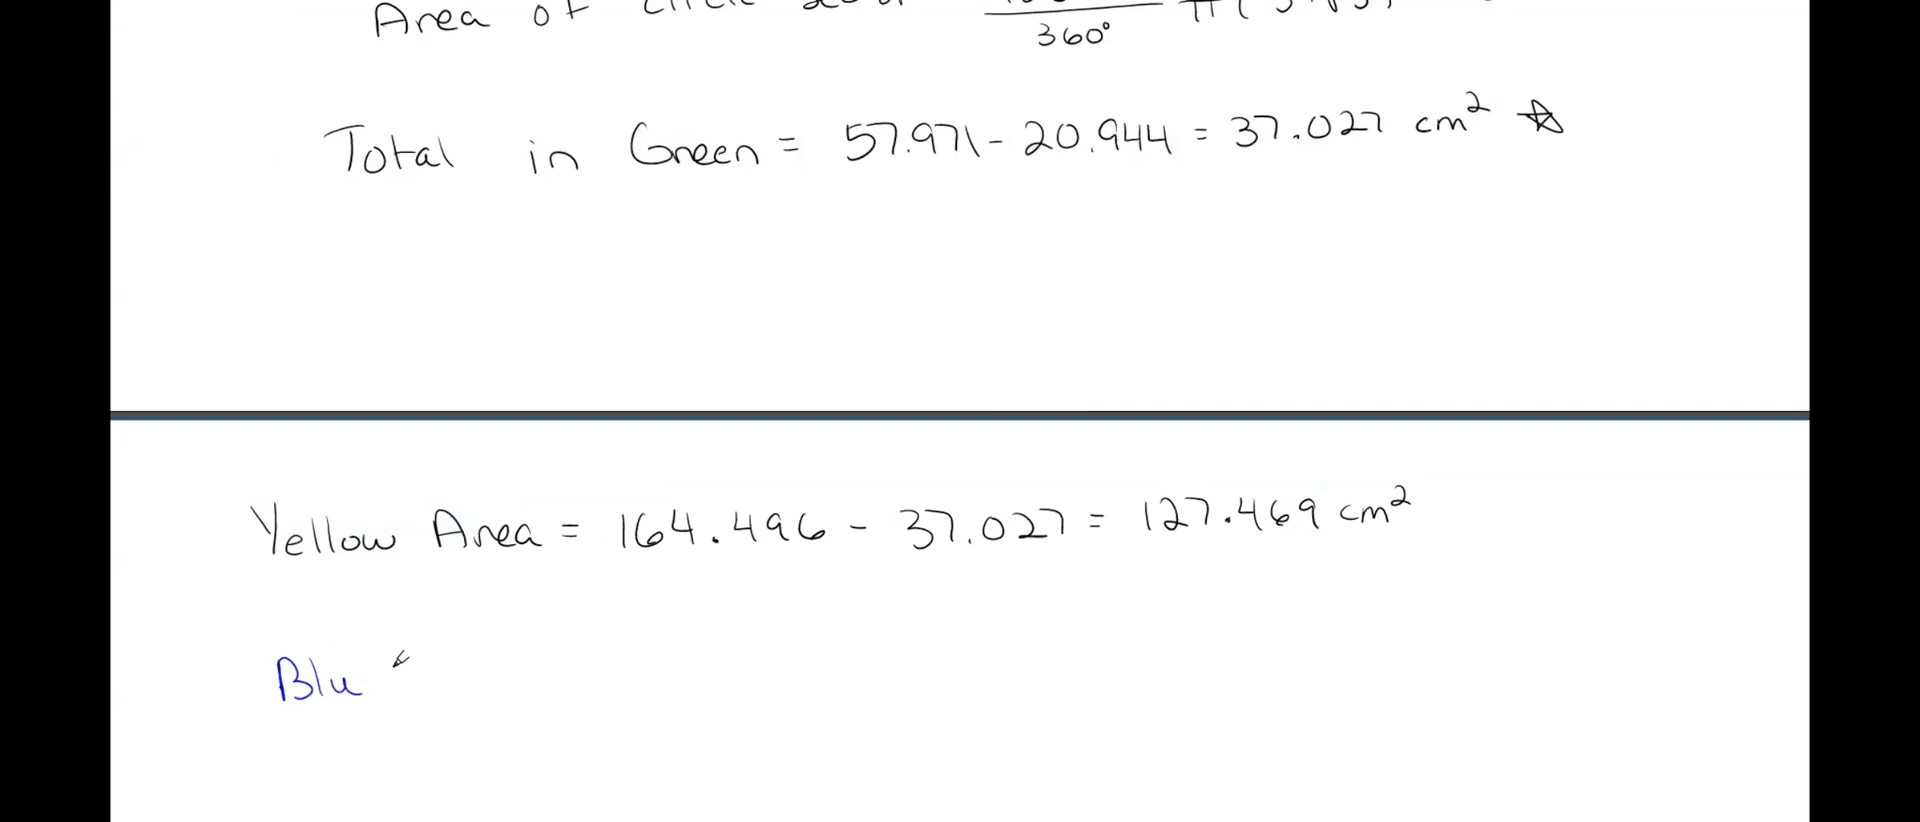 Area of
360°
Total in Green = 57.971 - 20.944 = 37.027 cm² ☆
Yellow Area = 164.496 - 37.027 = 127.469 cm²
Blu